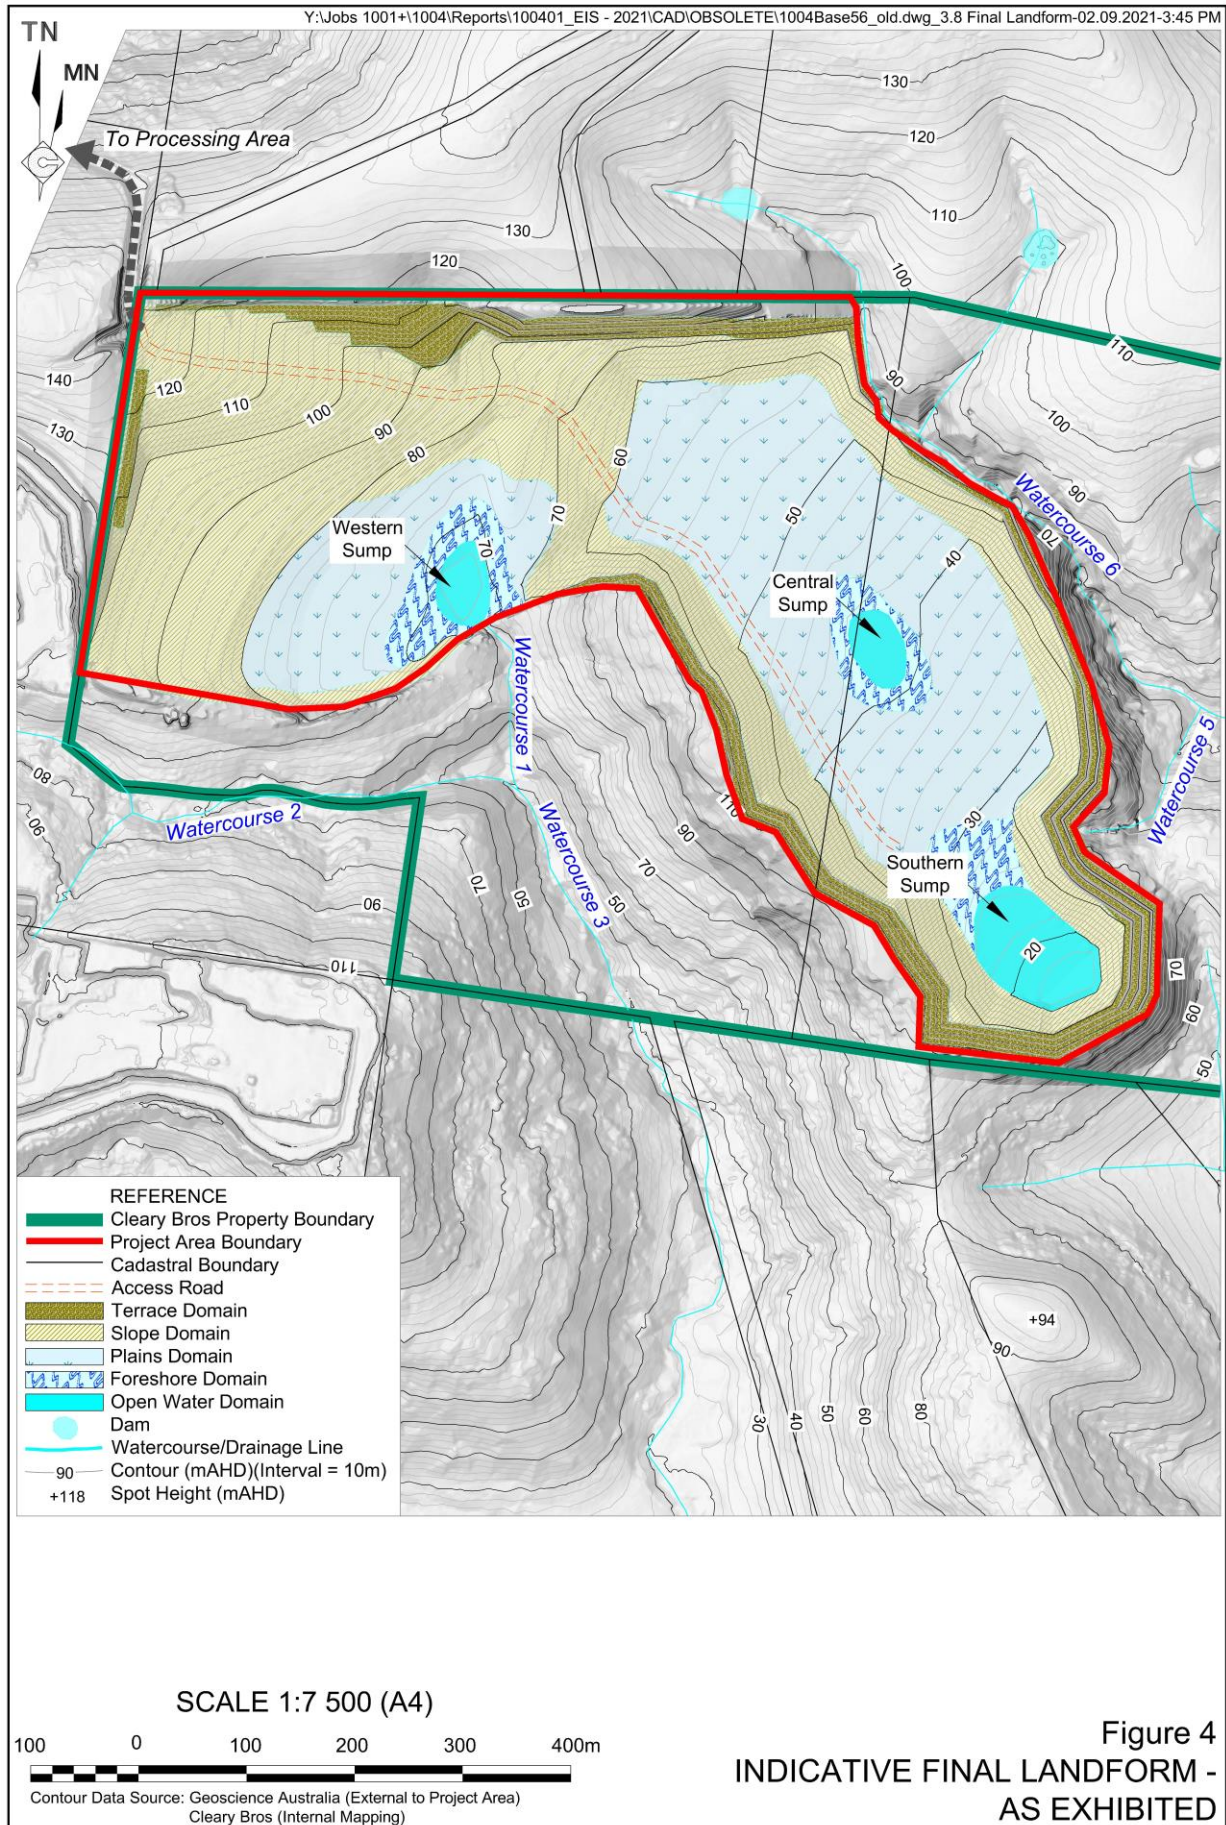 Y:\Jobs 1001+\1004\Reports\100401_EIS - 2021\CAD\OBSOLETE\1004Base56_old.dwg_3.8 Final Landform-02.09.2021-3:45 PM
TN
MN
To Processing Area
130
120
110
130
120
100
110
140
130
120
110
100
90
80
90
100
90
60
50
40
70
70
70
Western
Sump
Central
Sump
Watercourse 6
Watercourse 1
Watercourse 5
80
90
Watercourse 2
Watercourse 3
110
90
70
50
30
Southern
Sump
20
70
60
50
70
50
90
110
REFERENCE
Cleary Bros Property Boundary
Project Area Boundary
Cadastral Boundary
Access Road
Terrace Domain
Slope Domain
Plains Domain
Foreshore Domain
Open Water Domain
Dam
Watercourse/Drainage Line
90 Contour (mAHD)(Interval = 10m)
+118 Spot Height (mAHD)
+94
90
30
40
50
60
80
SCALE 1:7 500 (A4)
100 0 100 200 300 400m
Contour Data Source: Geoscience Australia (External to Project Area)
Cleary Bros (Internal Mapping)
Figure 4
INDICATIVE FINAL LANDFORM -
AS EXHIBITED